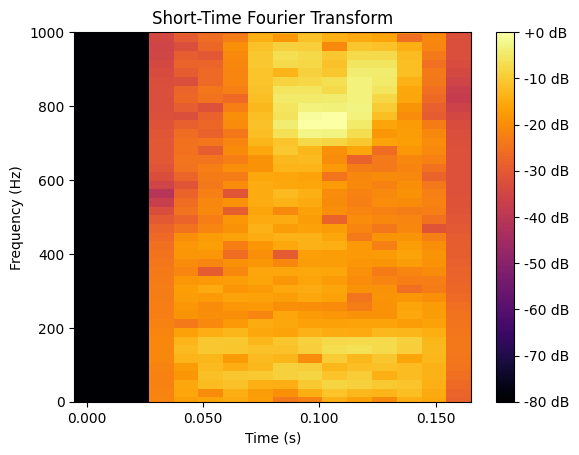 Short-Time Fourier Transform
1000
800
600
400
200
0
Frequency (Hz)
0.000
0.050
0.100
0.150
Time (s)
+0 dB
-10 dB
-20 dB
-30 dB
-40 dB
-50 dB
-60 dB
-70 dB
-80 dB